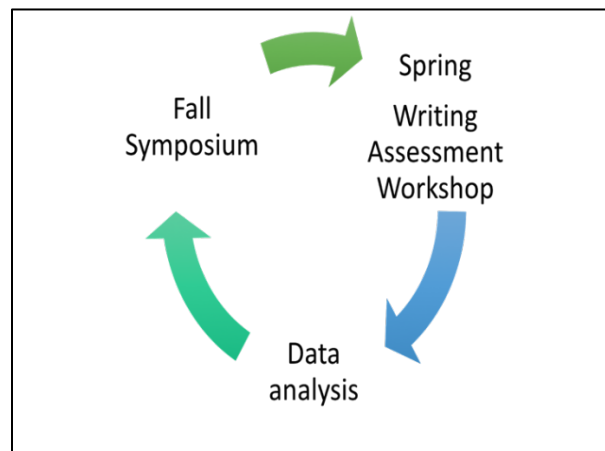 Fall
Symposium
Spring
Writing
Assessment
Workshop
Data
analysis